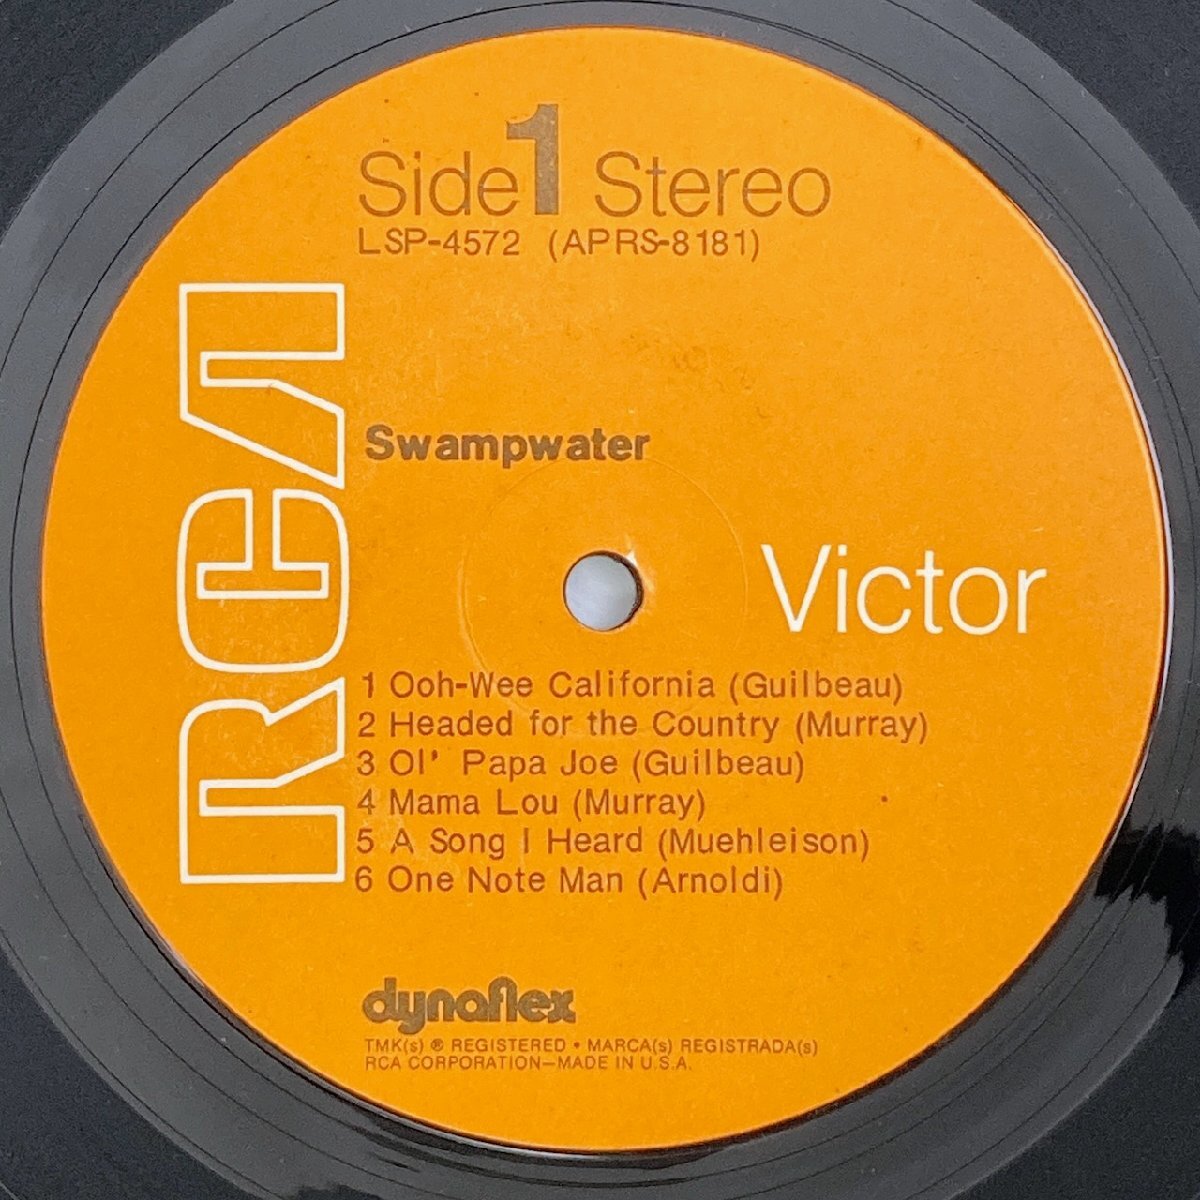 Side 1 Stereo
LSP-4572 (APRS-8181)
RCA
Swampwater
Victor
1 Ooh-Wee California (Guilbeau)
2 Headed for the Country (Murray)
3 Ol' Papa Joe (Guilbeau)
4 Mama Lou (Murray)
5 A Song I Heard (Muehleison)
6 One Note Man (Arnoldi)
dynaflex
TMK(s) ® REGISTERED • MARCA(s) REGISTRADA(s)
RCA CORPORATION—MADE IN U.S.A.